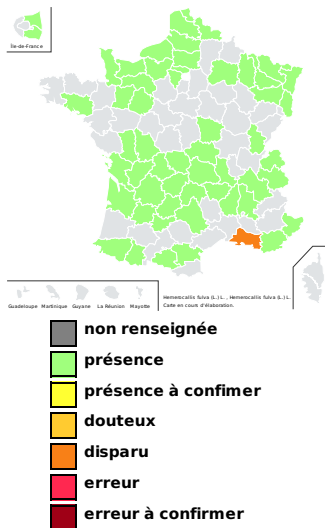 Île-de-France
Guadeloupe Martinique Guyane La Réunion Mayotte
Hemerocallis fulva (L.) L. , Hemerocallis fulva (L.) L.
Carte en cours d'élaboration.
non renseignée
présence
présence à confimer
douteux
disparu
erreur
erreur à confirmer